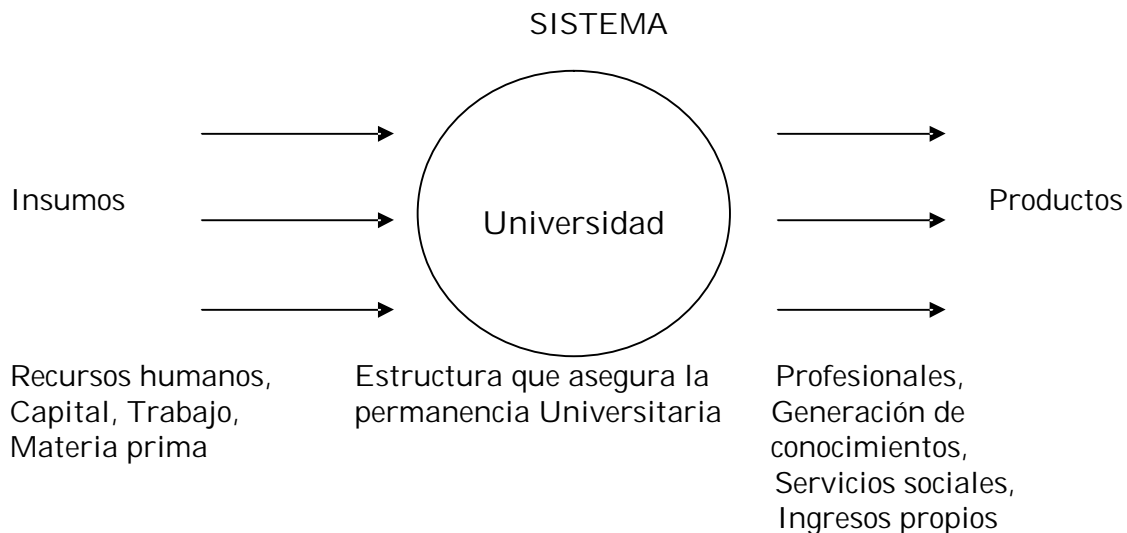 SISTEMA
Insumos
Universidad
Productos
Recursos humanos,
Capital, Trabajo,
Materia prima
Estructura que asegura la
permanencia Universitaria
Profesionales,
Generación de
conocimientos,
Servicios sociales,
Ingresos propios